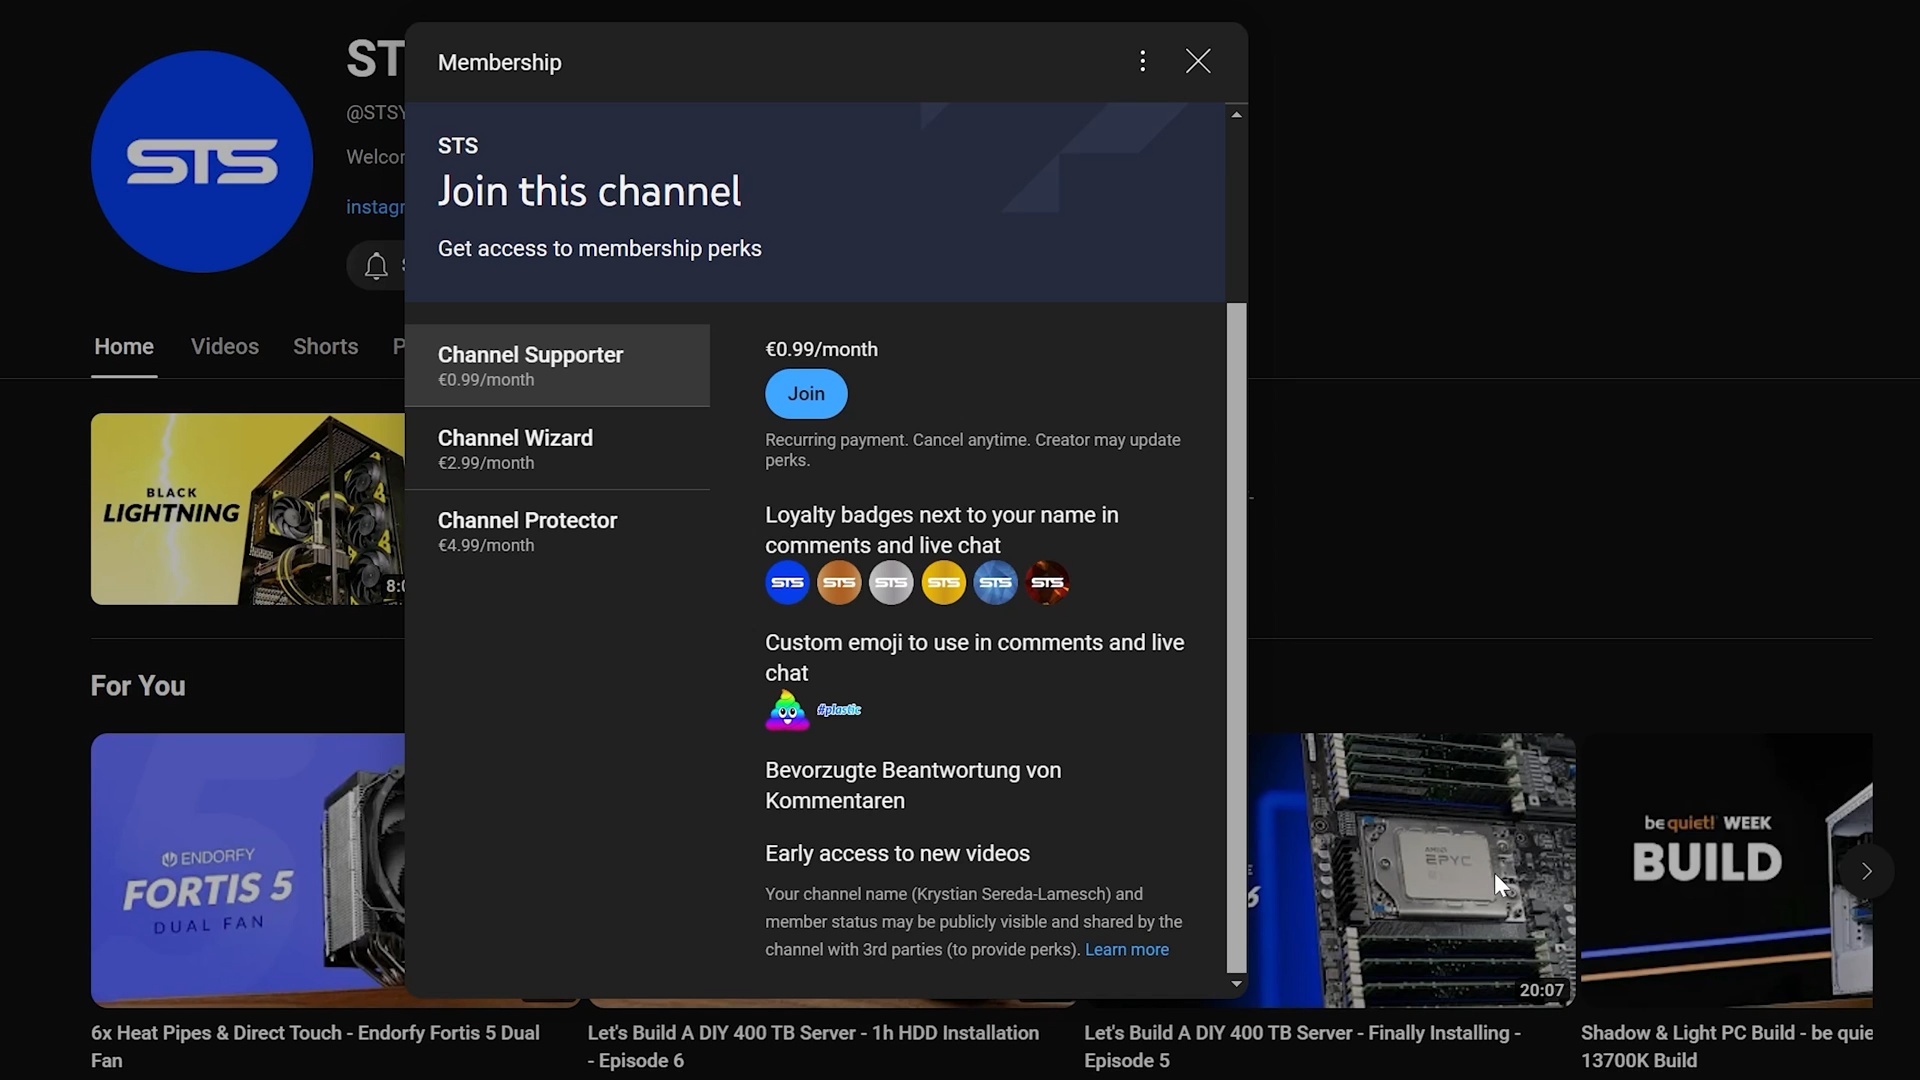 ST
@STSY
Welcor
instagr
Home
Videos
Shorts
P
STS
BLACK
LIGHTNING
8:0
For You
ENDORFY
FORTIS 5
DUAL FAN
6x Heat Pipes & Direct Touch - Endorfy Fortis 5 Dual
Fan
Let's Build A DIY 400 TB Server - 1h HDD Installation
- Episode 6
AMD
EPYC
20:07
Let's Build A DIY 400 TB Server - Finally Installing -
Episode 5
be quiet! WEEK
BUILD
Shadow & Light PC Build - be quie
13700K Build
Membership
STS
Join this channel
Get access to membership perks
Channel Supporter
€0.99/month
Channel Wizard
€2.99/month
Channel Protector
€4.99/month
€0.99/month
Join
Recurring payment. Cancel anytime. Creator may update
perks.
Loyalty badges next to your name in
comments and live chat
STS STS STS STS STS STS
Custom emoji to use in comments and live
chat
#plastic
Bevorzugte Beantwortung von
Kommentaren
Early access to new videos
Your channel name (Krystian Sereda-Lamesch) and
member status may be publicly visible and shared by the
channel with 3rd parties (to provide perks). Learn more